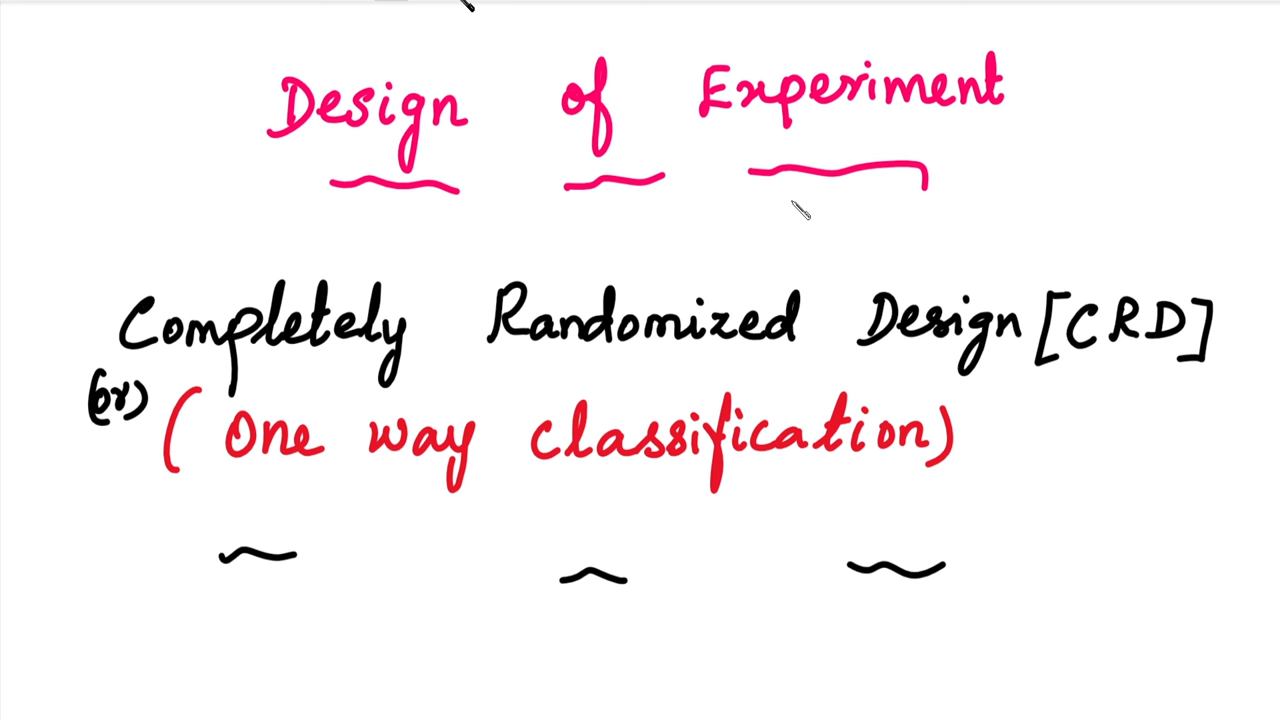 Design of Experiment
Completely Randomized Design [CRD]
(or)
(One way classification)